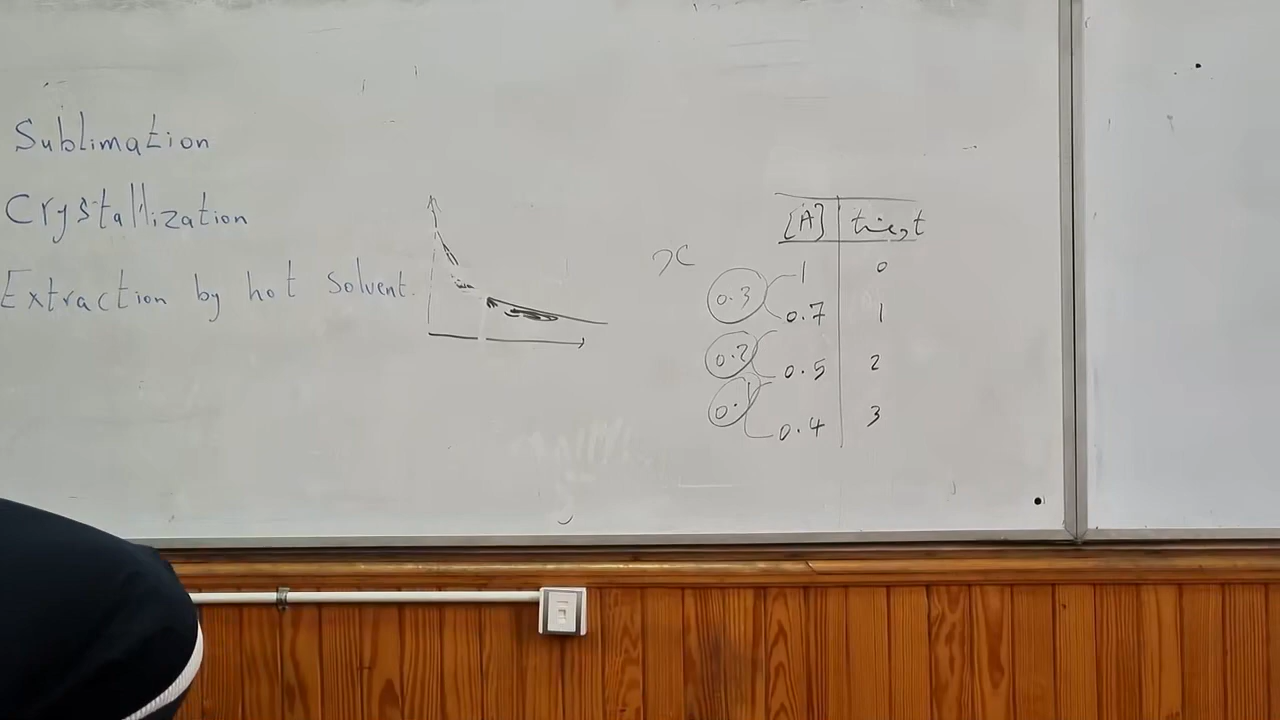 Sublimation
Crystallization
Extraction by hot solvent.
x
[A] time, t
1 0
0.3
0.7 1
0.2
0.5 2
0.1
0.4 3